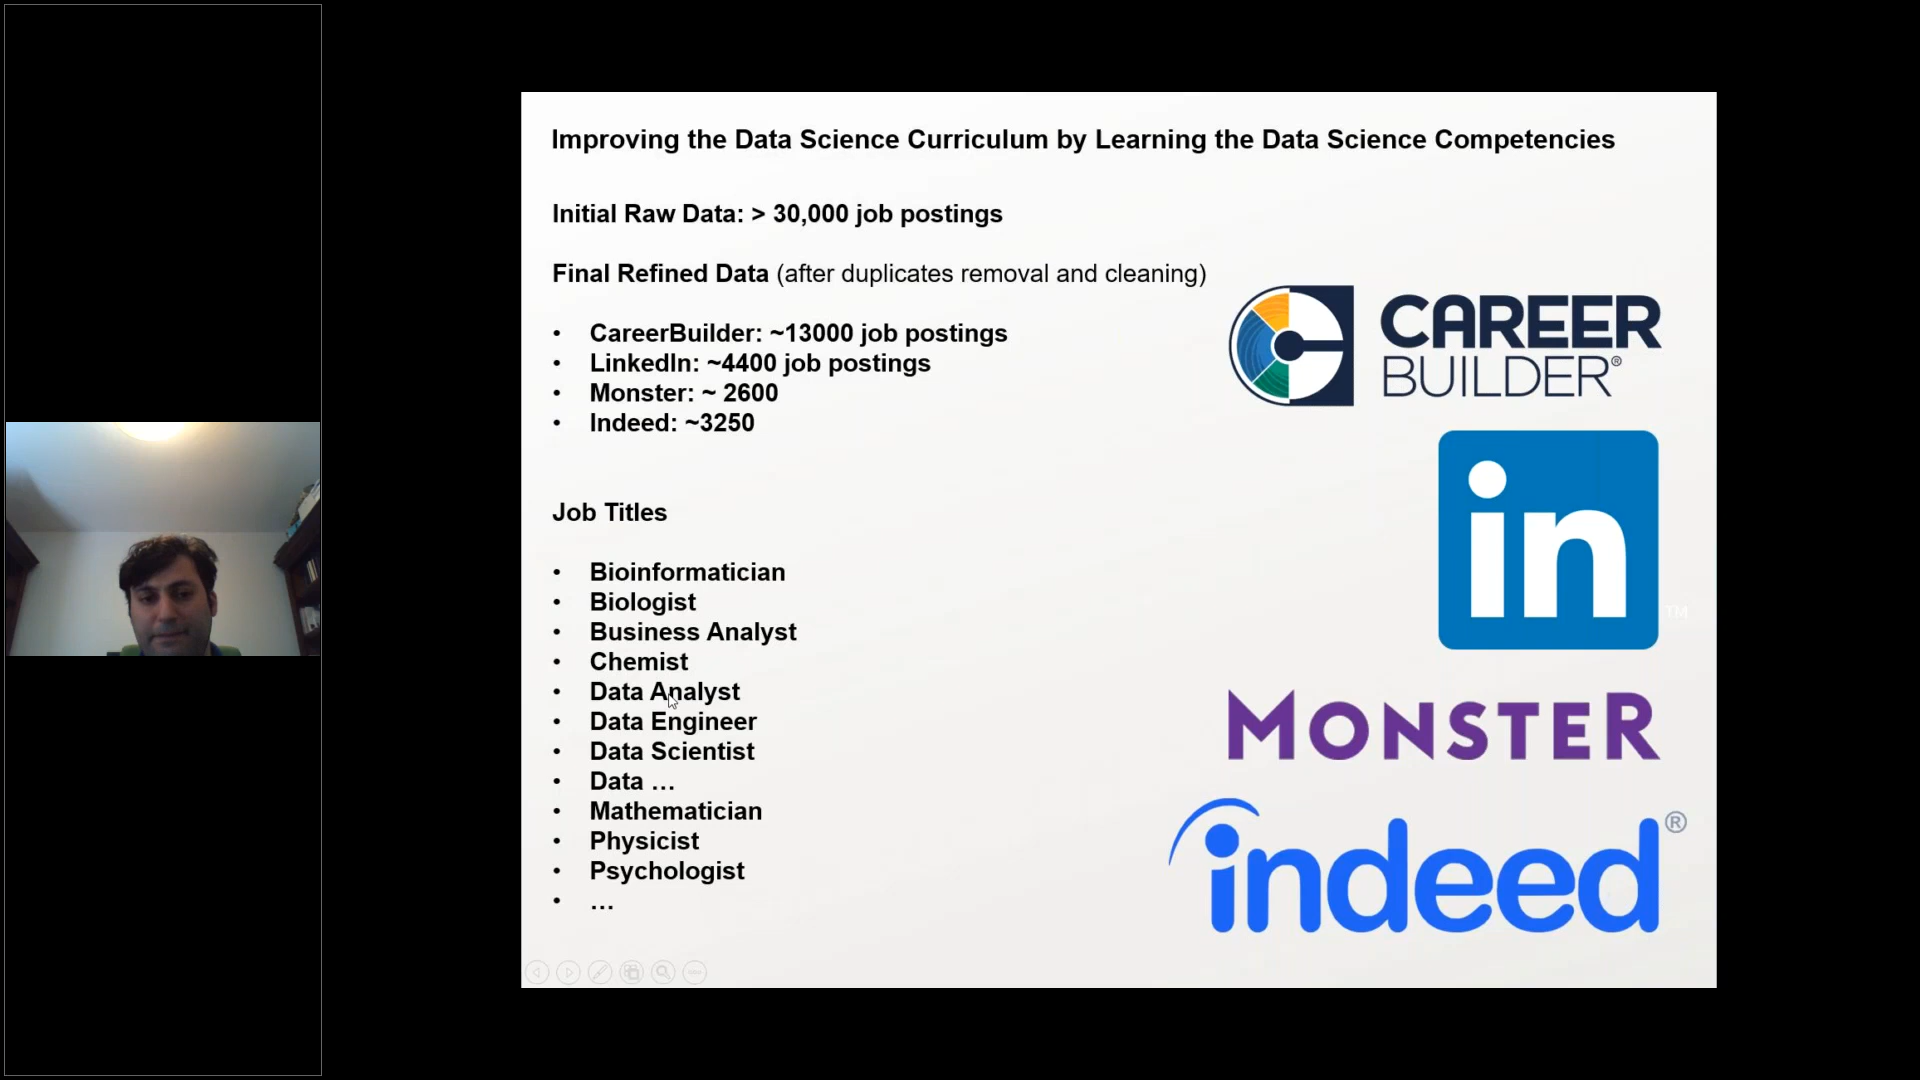 Improving the Data Science Curriculum by Learning the Data Science Competencies
Initial Raw Data: > 30,000 job postings
Final Refined Data (after duplicates removal and cleaning)
• CareerBuilder: ~13000 job postings
• LinkedIn: ~4400 job postings
• Monster: ~ 2600
• Indeed: ~3250
Job Titles
• Bioinformatician
• Biologist
• Business Analyst
• Chemist
• Data Analyst
• Data Engineer
• Data Scientist
• Data …
• Mathematician
• Physicist
• Psychologist
• …
CAREER
BUILDER®
in
TM
MONSTER
indeed®